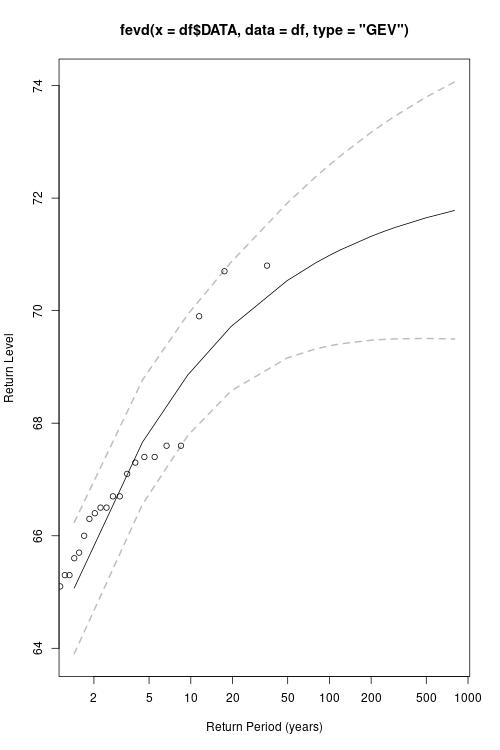 fevd(x = df$DATA, data = df, type = "GEV")
74
72
70
68
66
64
Return Level
2 5 10 20 50 100 200 500 1000
Return Period (years)